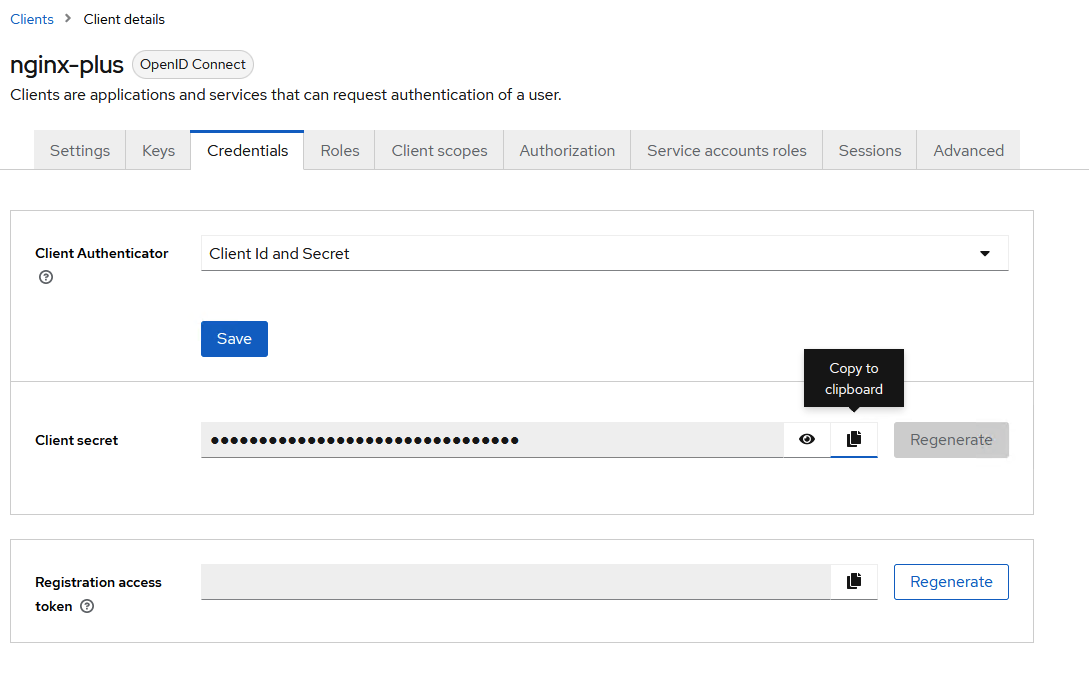 Clients > Client details
nginx-plus OpenID Connect
Clients are applications and services that can request authentication of a user.
Settings Keys Credentials Roles Client scopes Authorization Service accounts roles Sessions Advanced
Client Authenticator
Client Id and Secret
Save
Copy to
clipboard
Client secret
●●●●●●●●●●●●●●●●●●●●●●●●●●●●●●●● Regenerate
Registration access
token
Regenerate